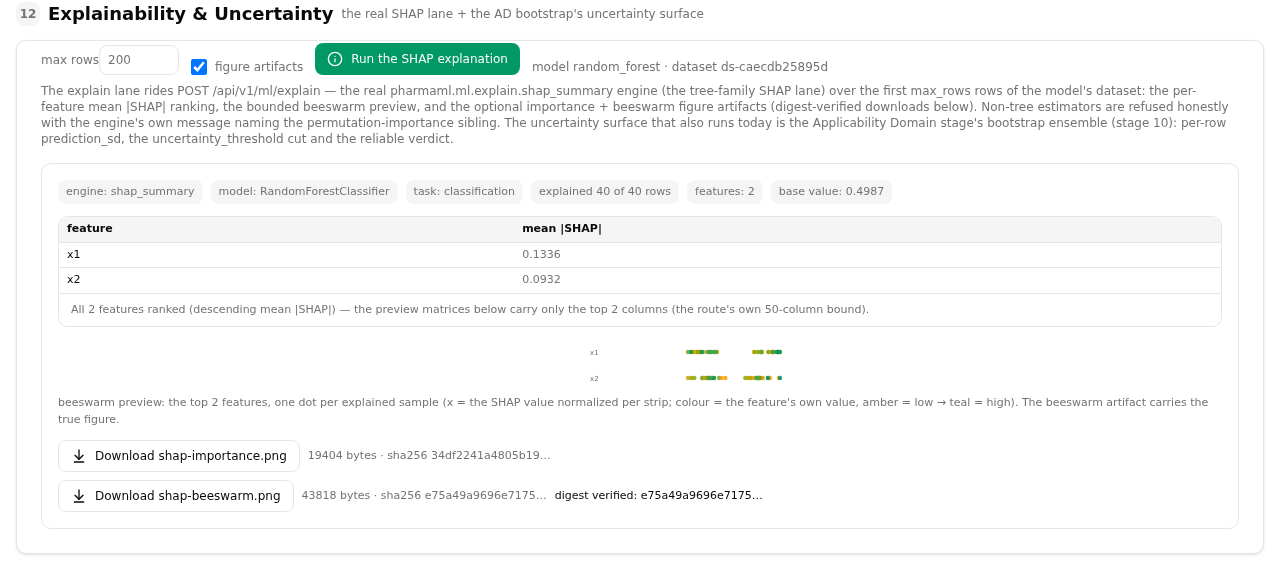 12 Explainability & Uncertainty the real SHAP lane + the AD bootstrap's uncertainty surface
max rows 200 figure artifacts Run the SHAP explanation model random_forest · dataset ds-caecdb25895d
The explain lane rides POST /api/v1/ml/explain — the real pharmaml.ml.explain.shap_summary engine (the tree-family SHAP lane) over the first max_rows rows of the model's dataset: the per-
feature mean |SHAP| ranking, the bounded beeswarm preview, and the optional importance + beeswarm figure artifacts (digest-verified downloads below). Non-tree estimators are refused honestly
with the engine's own message naming the permutation-importance sibling. The uncertainty surface that also runs today is the Applicability Domain stage's bootstrap ensemble (stage 10): per-row
prediction_sd, the uncertainty_threshold cut and the reliable verdict.
engine: shap_summary model: RandomForestClassifier task: classification explained 40 of 40 rows features: 2 base value: 0.4987
feature mean |SHAP|
x1 0.1336
x2 0.0932
All 2 features ranked (descending mean |SHAP|) — the preview matrices below carry only the top 2 columns (the route's own 50-column bound).
x1
x2
beeswarm preview: the top 2 features, one dot per explained sample (x = the SHAP value normalized per strip; colour = the feature's own value, amber = low → teal = high). The beeswarm artifact carries the
true figure.
Download shap-importance.png 19404 bytes · sha256 34df2241a4805b19…
Download shap-beeswarm.png 43818 bytes · sha256 e75a49a9696e7175… digest verified: e75a49a9696e7175…